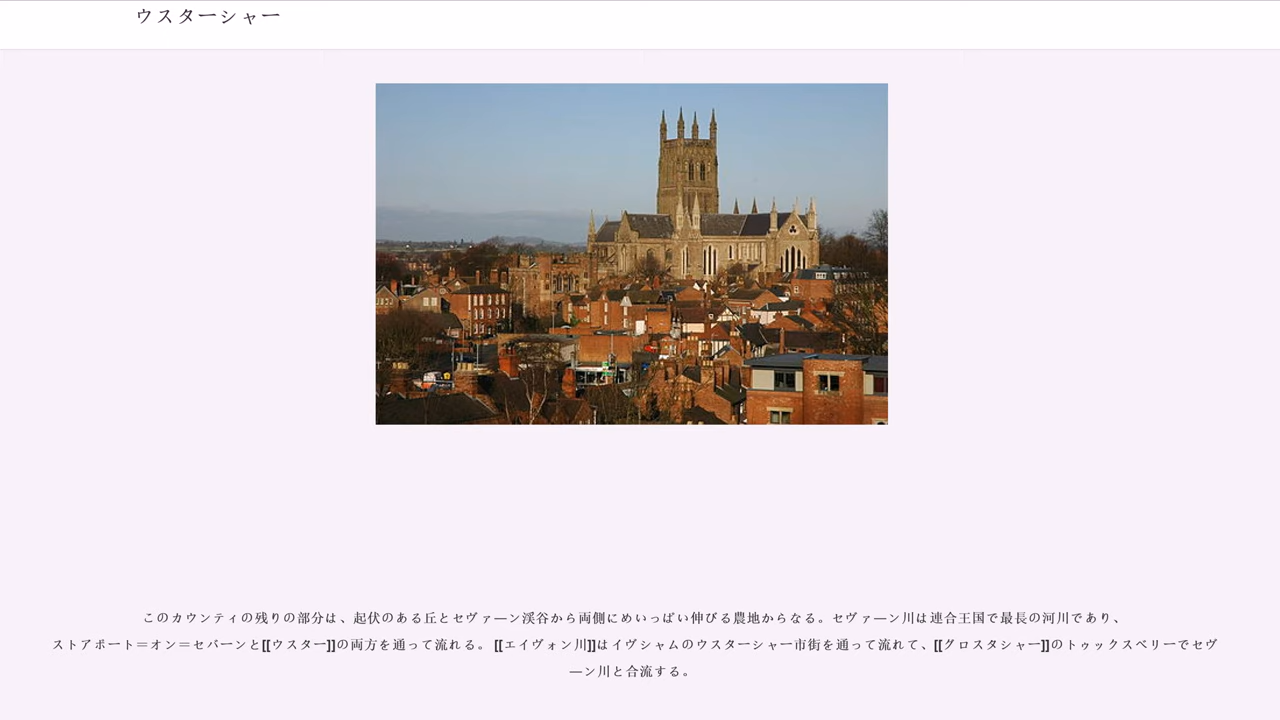 ウスターシャー
このカウンティの残りの部分は、起伏のある丘とセヴァーン渓谷から両側にめいっぱい伸びる農地からなる。セヴァーン川は連合王国で最長の河川であり、
ストアポート＝オン＝セバーンと[[ウスター]]の両方を通って流れる。 [[エイヴォン川]]はイヴシャムのウスターシャー市街を通って流れて、[[グロスタシャー]]のトゥックスベリーでセヴ
ーン川と合流する。